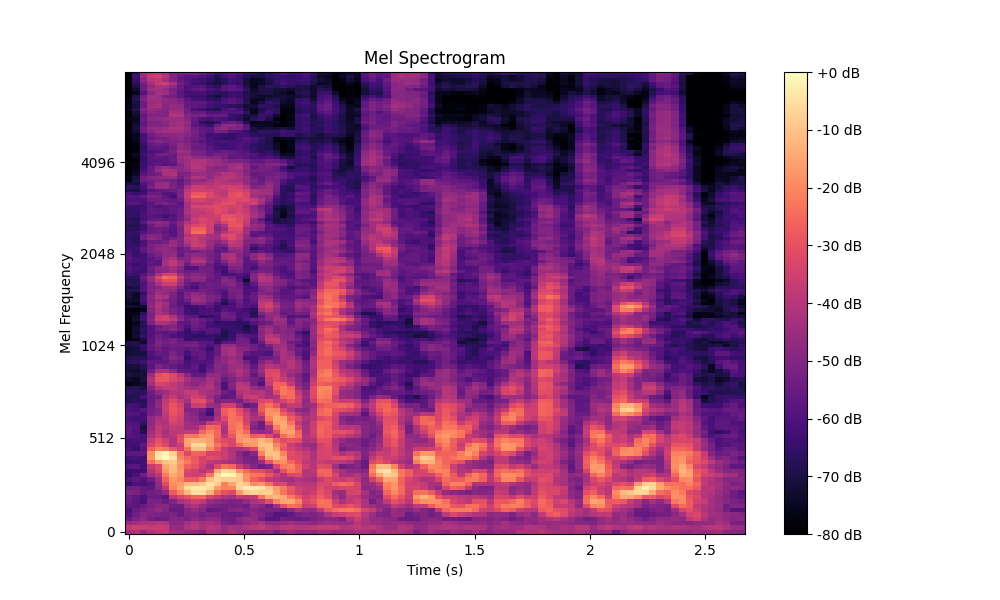 Mel Spectrogram
+0 dB
-10 dB
-20 dB
-30 dB
-40 dB
-50 dB
-60 dB
-70 dB
-80 dB
Mel Frequency
4096
2048
1024
512
0
0
0.5
1
1.5
2
2.5
Time (s)